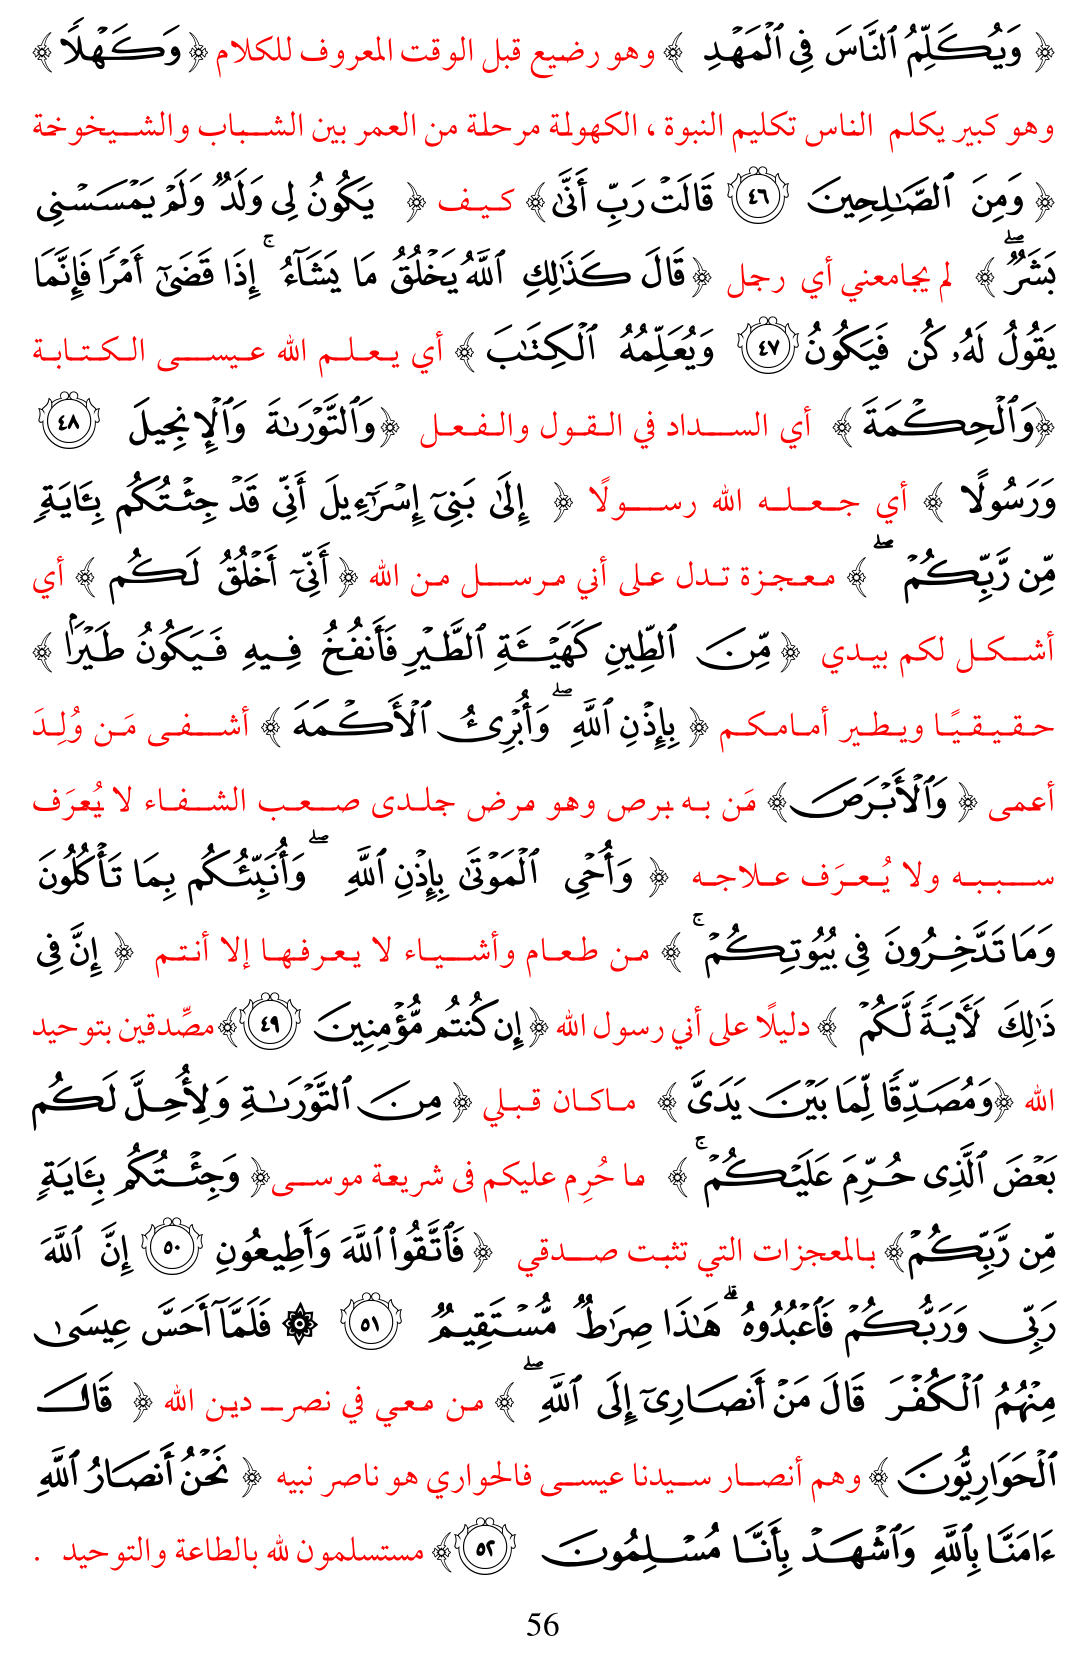 ﴿ وَيُكَلِّمُ ٱلنَّاسَ فِى ٱلْمَهْدِ ﴾ وهو رضيع قبل الوقت المعروف للكلام ﴿ وَكَهْلًا ﴾
وهو كبير يكلم الناس تكليم النبوة ، الكهولة مرحلة من العمر بين الشباب والشيخوخة
﴿ وَمِنَ ٱلصَّـٰلِحِينَ ٤٦ قَالَتْ رَبِّ أَنَّىٰ ﴾ كيف ﴿ يَكُونُ لِى وَلَدٌ وَلَمْ يَمْسَسْنِى
بَشَرٌ ۖ ﴾ لم يجامعني أي رجل ﴿ قَالَ كَذَٰلِكِ ٱللَّهُ يَخْلُقُ مَا يَشَآءُ ۚ إِذَا قَضَىٰٓ أَمْرًا فَإِنَّمَا
يَقُولُ لَهُۥ كُن فَيَكُونُ ٤٧ وَيُعَلِّمُهُ ٱلْكِتَـٰبَ ﴾ أي يعلم الله عيسى الكتابة
﴿ وَٱلْحِكْمَةَ ﴾ أي السداد في القول والفعل ﴿ وَٱلتَّوْرَىٰةَ وَٱلْإِنجِيلَ ٤٨
وَرَسُولًا ﴾ أي جعله الله رسولًا ﴿ إِلَىٰ بَنِىٓ إِسْرَٰٓءِيلَ أَنِّى قَدْ جِئْتُكُم بِـَٔايَةٍ
مِّن رَّبِّكُمْ ۖ ﴾ معجزة تدل على أني مرسل من الله ﴿ أَنِّىٓ أَخْلُقُ لَكُم ﴾ أي
أشكل لكم بيدي ﴿ مِّنَ ٱلطِّينِ كَهَيْـَٔةِ ٱلطَّيْرِ فَأَنفُخُ فِيهِ فَيَكُونُ طَيْرًۢا ﴾
حقيقيًا ويطير أمامكم ﴿ بِإِذْنِ ٱللَّهِ ۖ وَأُبْرِئُ ٱلْأَكْمَهَ ﴾ أشفى مَن وُلِدَ
أعمى ﴿ وَٱلْأَبْرَصَ ﴾ مَن به برص وهو مرض جلدى صعب الشفاء لا يُعرَف
سببه ولا يُعرَف علاجه ﴿ وَأُحْىِ ٱلْمَوْتَىٰ بِإِذْنِ ٱللَّهِ ۖ وَأُنَبِّئُكُم بِمَا تَأْكُلُونَ
وَمَا تَدَّخِرُونَ فِى بُيُوتِكُمْ ۚ ﴾ من طعام وأشياء لا يعرفها إلا أنتم ﴿ إِنَّ فِى
ذَٰلِكَ لَـَٔايَةً لَّكُمْ ﴾ دليلًا على أني رسول الله ﴿ إِن كُنتُم مُّؤْمِنِينَ ٤٩ ﴾ مصِّدقين بتوحيد
الله ﴿ وَمُصَدِّقًا لِّمَا بَيْنَ يَدَىَّ ﴾ ماكان قبلي ﴿ مِنَ ٱلتَّوْرَىٰةِ وَلِأُحِلَّ لَكُم
بَعْضَ ٱلَّذِى حُرِّمَ عَلَيْكُمْ ۚ ﴾ ما حُرِم عليكم فى شريعة موسى ﴿ وَجِئْتُكُم بِـَٔايَةٍ
مِّن رَّبِّكُمْ ﴾ بالمعجزات التي تثبت صدقي ﴿ فَٱتَّقُوا۟ ٱللَّهَ وَأَطِيعُونِ ٥٠ إِنَّ ٱللَّهَ
رَبِّى وَرَبُّكُمْ فَٱعْبُدُوهُ ۗ هَـٰذَا صِرَٰطٌ مُّسْتَقِيمٌ ٥١ ۞ فَلَمَّآ أَحَسَّ عِيسَىٰ
مِنْهُمُ ٱلْكُفْرَ قَالَ مَنْ أَنصَارِىٓ إِلَى ٱللَّهِ ۖ ﴾ من معي في نصر دين الله ﴿ قَالَ
ٱلْحَوَارِيُّونَ ﴾ وهم أنصار سيدنا عيسى فالحواري هو ناصر نبيه ﴿ نَحْنُ أَنصَارُ ٱللَّهِ
ءَامَنَّا بِٱللَّهِ وَٱشْهَدْ بِأَنَّا مُسْلِمُونَ ٥٢ ﴾ مستسلمون لله بالطاعة والتوحيد .
56